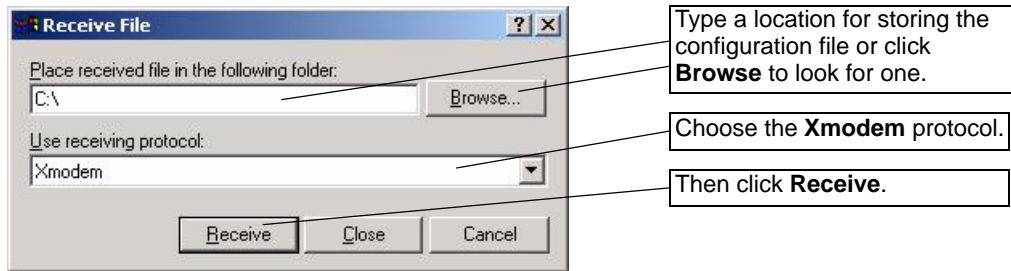 Receive File
Place received file in the following folder:
C:\
Browse...
Use receiving protocol:
Xmodem
Receive
Close
Cancel
Type a location for storing the
configuration file or click
Browse to look for one.
Choose the Xmodem protocol.
Then click Receive.